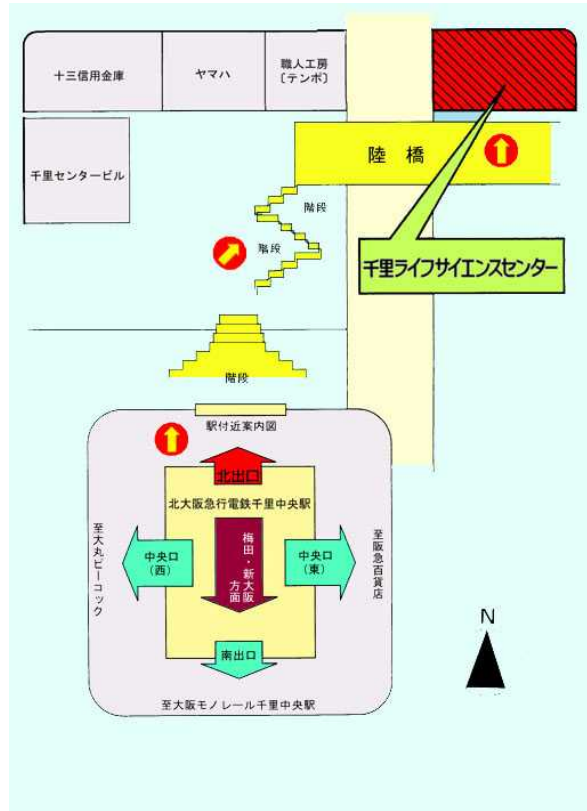 十三信用金庫
ヤマハ
職人工房
〔テンポ〕
千里センタービル
陸橋
階段
階段
千里ライフサイエンスセンター
階段
駅付近案内図
北出口
北大阪急行電鉄千里中央駅
至大丸ピーコック
中央口
(西)
梅田・新大阪
方面
中央口
(東)
至阪急百貨店
南出口
至大阪モノレール千里中央駅
N